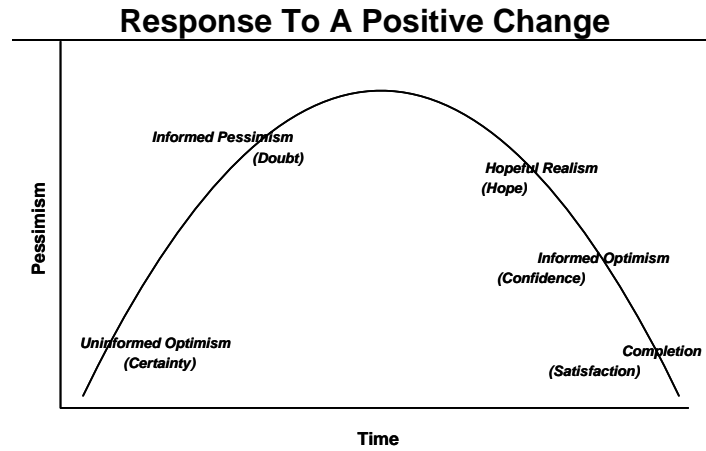 Response To A Positive Change
Informed Pessimism
(Doubt)
Hopeful Realism
(Hope)
Pessimism
Informed Optimism
(Confidence)
Uninformed Optimism
(Certainty)
Completion
(Satisfaction)
Time